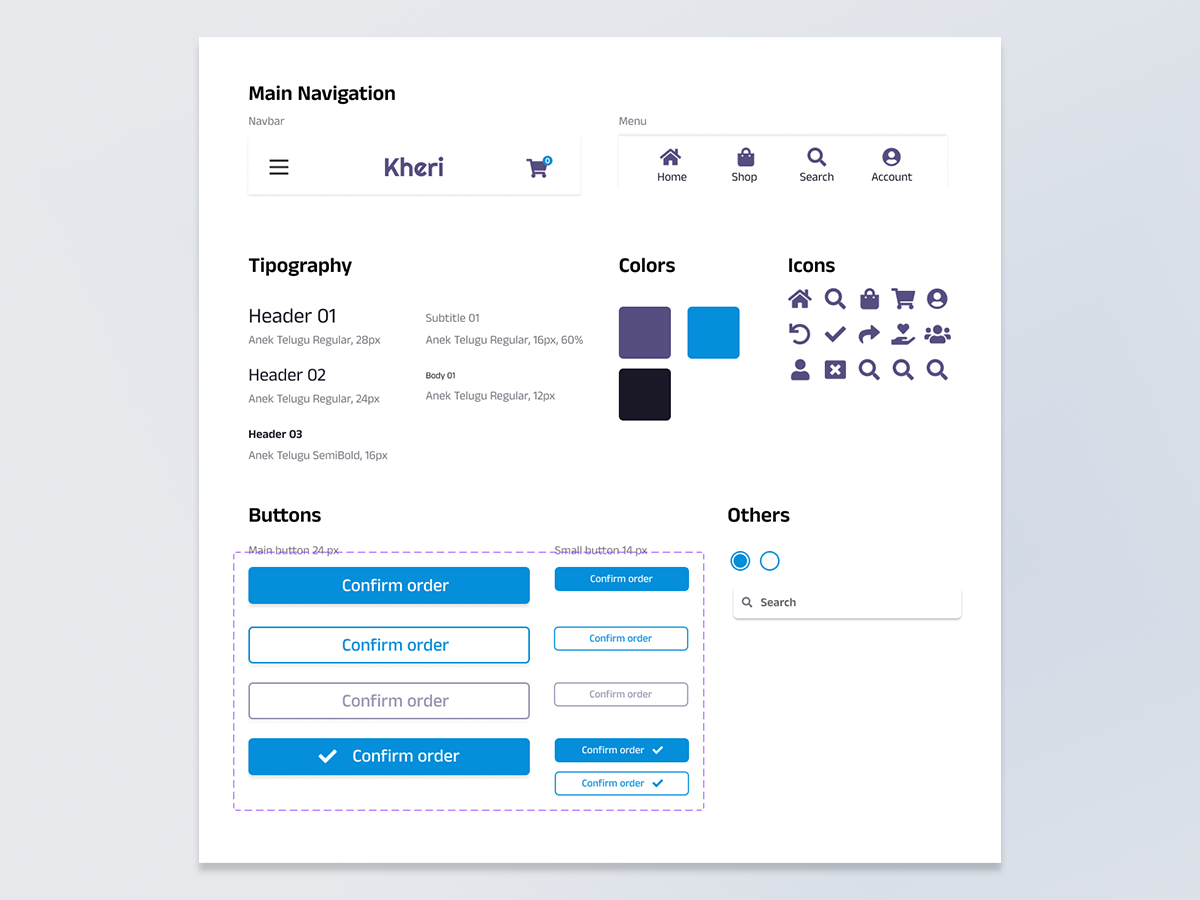 Main Navigation
Navbar
Menu
Kheri
0
Home
Shop
Search
Account
Tipography
Colors
Icons
Header 01
Anek Telugu Regular, 28px
Subtitle 01
Anek Telugu Regular, 16px, 60%
Header 02
Anek Telugu Regular, 24px
Body 01
Anek Telugu Regular, 12px
Header 03
Anek Telugu SemiBold, 16px
Buttons
Others
Main button 24 px
Small button 14 px
Confirm order
Confirm order
Search
Confirm order
Confirm order
Confirm order
Confirm order
Confirm order
Confirm order
Confirm order